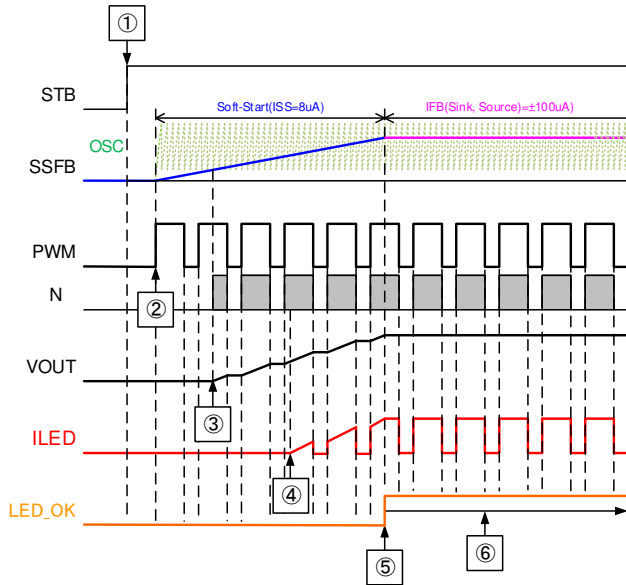 ①
STB
Soft-Start(ISS=8uA)
IFB(Sink, Source)=±100uA)
OSC
SSFB
PWM
N
②
VOUT
③
ILED
④
LED_OK
⑤
⑥